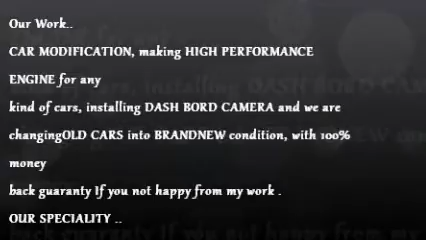 Our Work..
CAR MODIFICATION, making HIGH PERFORMANCE
ENGINE for any
kind of cars, installing DASH BORD CAMERA and we are
changingOLD CARS into BRANDNEW condition, with 100%
money
back guaranty If you not happy from my work .
OUR SPECIALITY ..